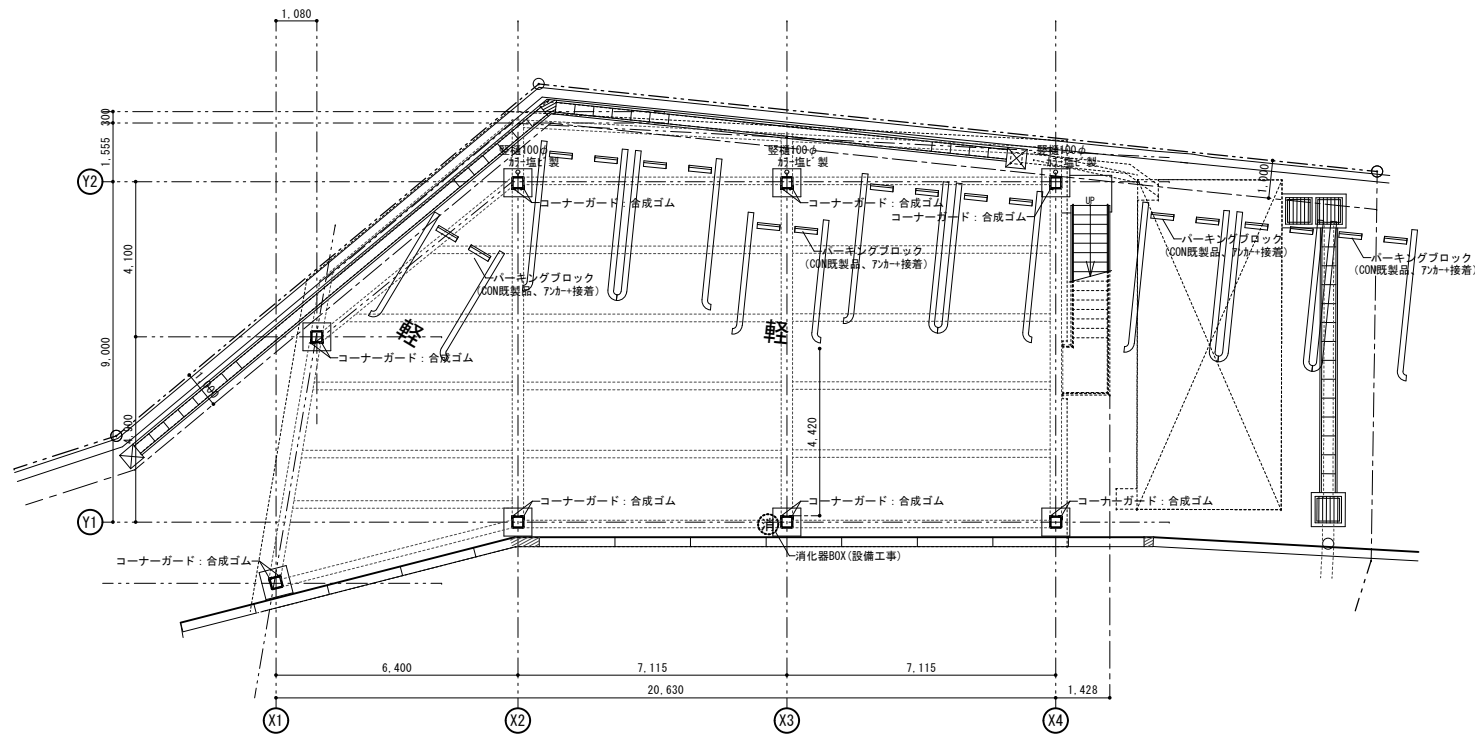 1,080
300
1,555
竪樋100φ
ｶﾗｰ塩ﾋﾞ製
竪樋100φ
ｶﾗｰ塩ﾋﾞ製
竪樋100φ
ｶﾗｰ塩ﾋﾞ製
Y2
1,000
コーナーガード：合成ゴム
コーナーガード：合成ゴム
コーナーガード：合成ゴム
UP
パーキングブロック
(CON既製品、ｱﾝｶｰ+接着)
パーキングブロック
(CON既製品、ｱﾝｶｰ+接着)
パーキングブロック
(CON既製品、ｱﾝｶｰ+接着)
パーキングブロック
(CON既製品、ｱﾝｶｰ+接着)
4,100
軽
軽
9,000
コーナーガード：合成ゴム
4,900
4,420
コーナーガード：合成ゴム
コーナーガード：合成ゴム
コーナーガード：合成ゴム
Y1
消
消化器BOX(設備工事)
コーナーガード：合成ゴム
6,400
7,115
7,115
20,630
1,428
X1
X2
X3
X4